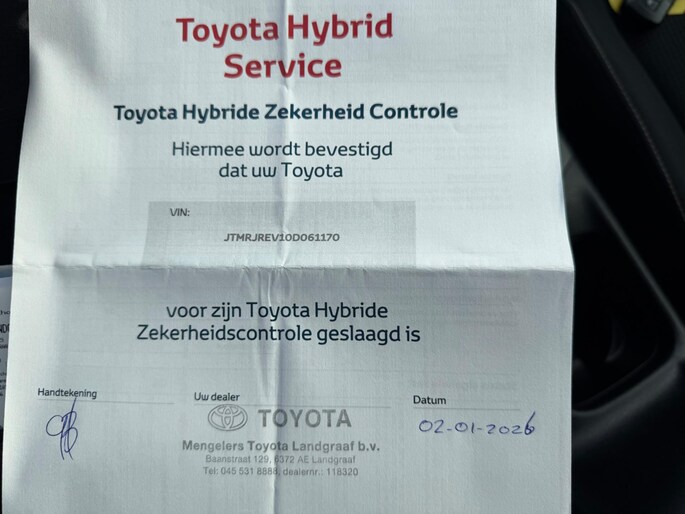 Toyota Hybrid
Service
Toyota Hybride Zekerheid Controle
Hiermee wordt bevestigd
dat uw Toyota
VIN:
JTMRJREV10D061170
voor zijn Toyota Hybride
Zekerheidscontrole geslaagd is
Handtekening
Uw dealer
Datum
TOYOTA
02-01-2026
Mengelers Toyota Landgraaf b.v.
Baanstraat 129, 6372 AE Landgraaf
Tel: 045 531 8888, dealernr.: 118320